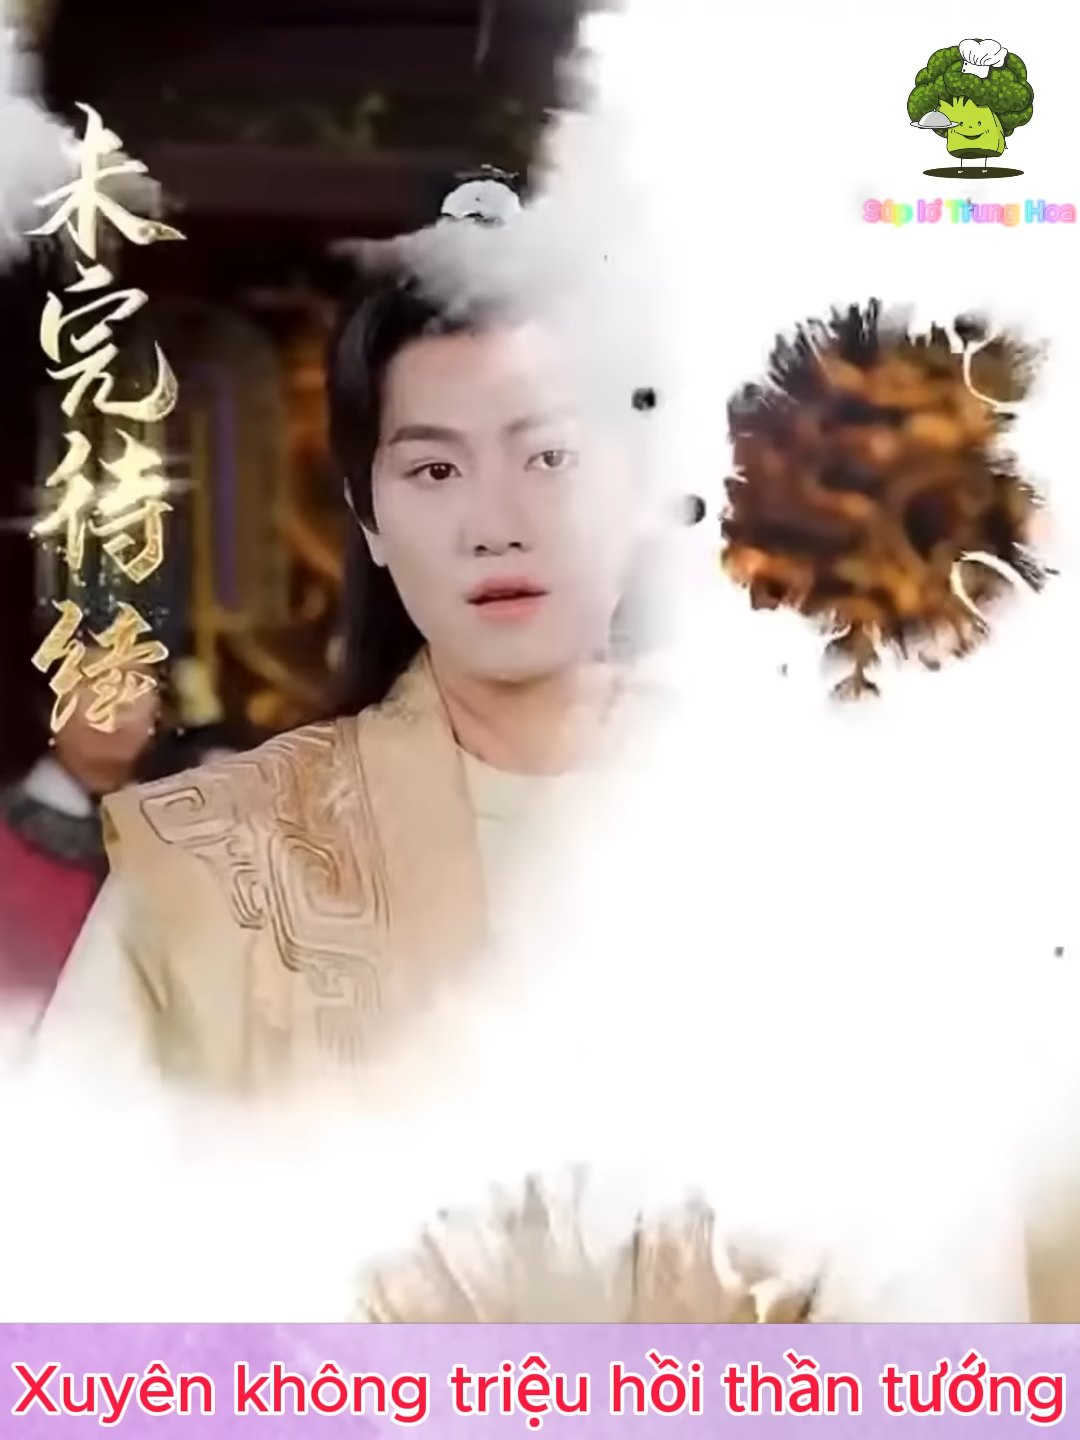 未完待续
Súp lơ Trung Hoa
Xuyên không triệu hồi thần tướng